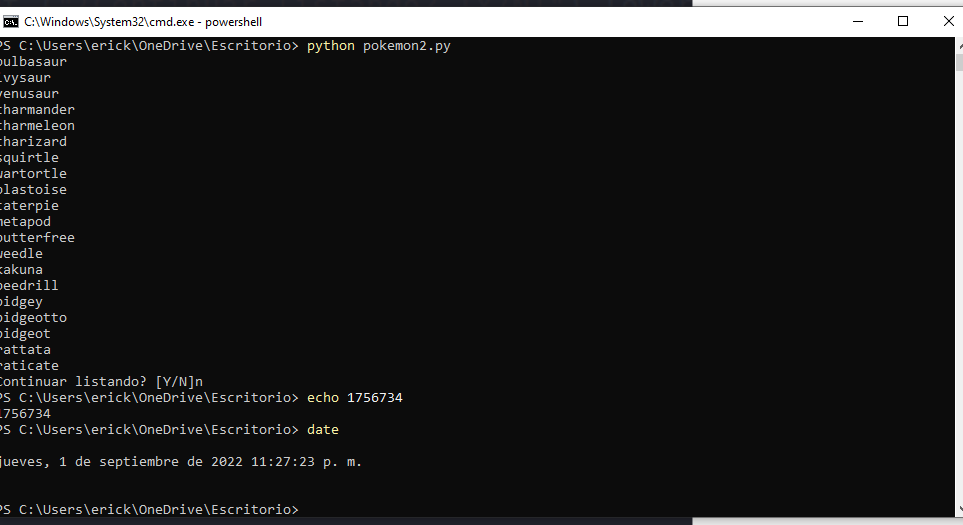 C:\Windows\System32\cmd.exe - powershell
PS C:\Users\erick\OneDrive\Escritorio> python pokemon2.py
bulbasaur
ivysaur
venusaur
charmander
charmeleon
charizard
squirtle
wartortle
blastoise
caterpie
metapod
butterfree
weedle
kakuna
beedrill
pidgey
pidgeotto
pidgeot
rattata
raticate
Continuar listando? [Y/N]n
PS C:\Users\erick\OneDrive\Escritorio> echo 1756734
1756734
PS C:\Users\erick\OneDrive\Escritorio> date
jueves, 1 de septiembre de 2022 11:27:23 p. m.
PS C:\Users\erick\OneDrive\Escritorio>